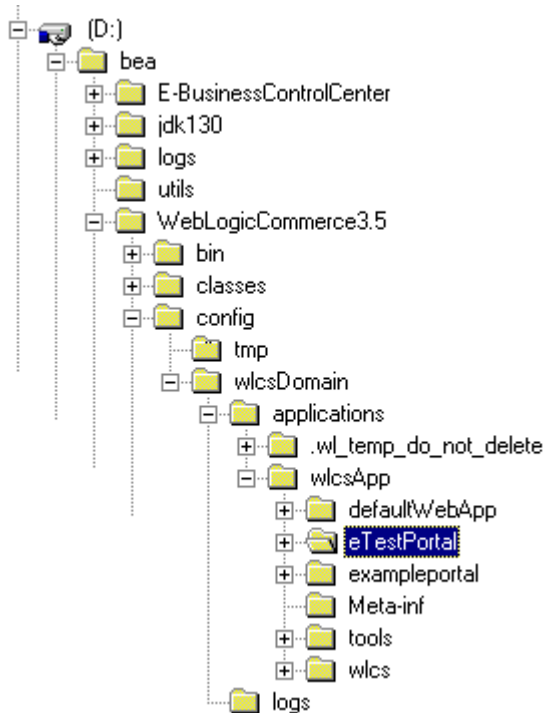 (D:)
bea
E-BusinessControlCenter
jdk130
logs
utils
WebLogicCommerce3.5
bin
classes
config
tmp
wlcsDomain
applications
.wl_temp_do_not_delete
wlcsApp
defaultWebApp
eTestPortal
exampleportal
Meta-inf
tools
wlcs
logs